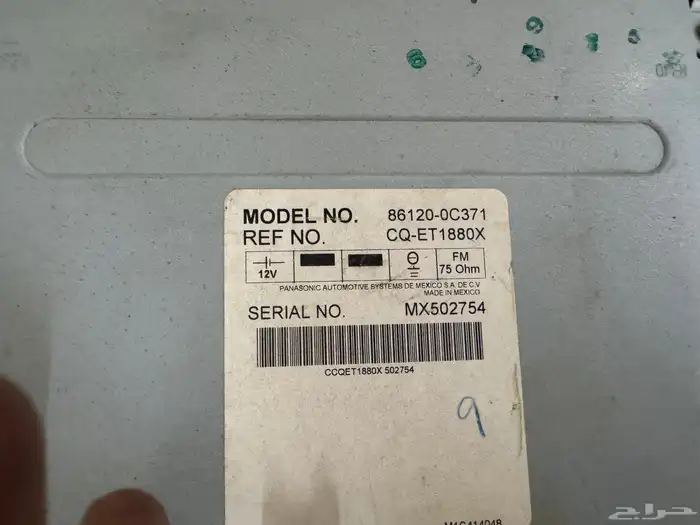 MODEL NO. 86120-0C371
REF NO. CQ-ET1880X
12V
FM
75 Ohm
PANASONIC AUTOMOTIVE SYSTEMS DE MEXICO S.A. DE C.V
MADE IN MEXICO
SERIAL NO. MX502754
CCQET1880X 502754
9
حراج